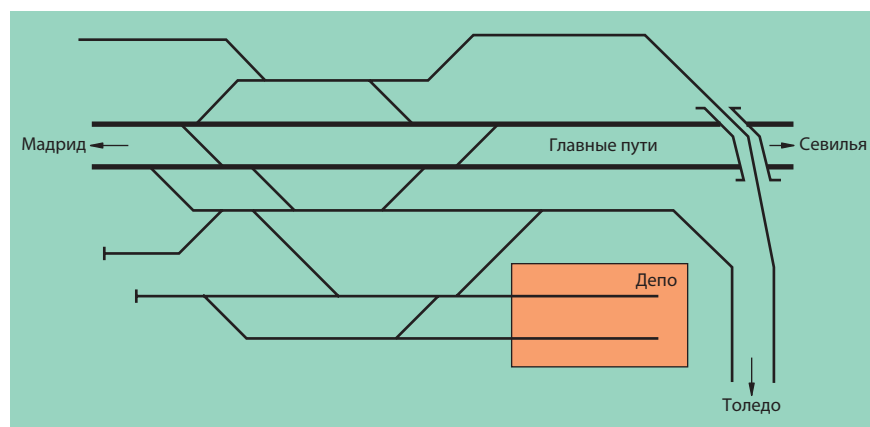 Мадрид
Главные пути
Севилья
Депо
Толедо